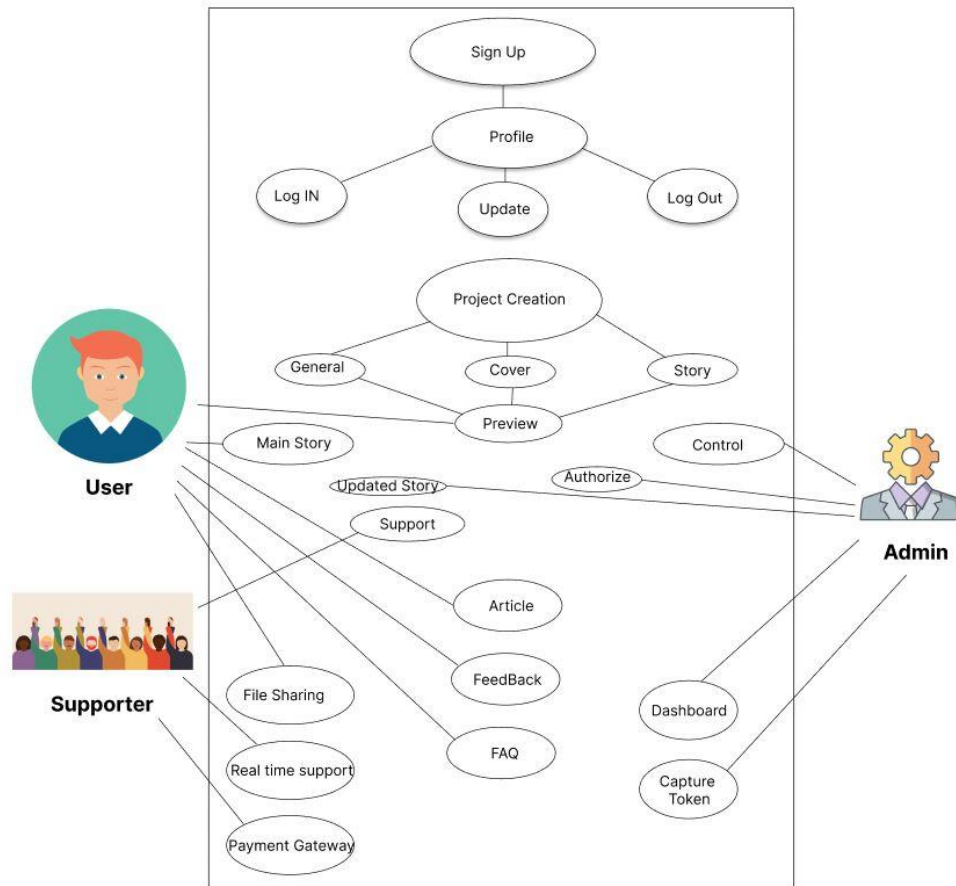 Sign Up
Profile
Log IN
Update
Log Out
Project Creation
General
Cover
Story
Preview
Main Story
Control
User
Updated Story
Authorize
Support
Admin
Article
Supporter
File Sharing
FeedBack
Dashboard
Real time support
FAQ
Capture
Token
Payment Gateway